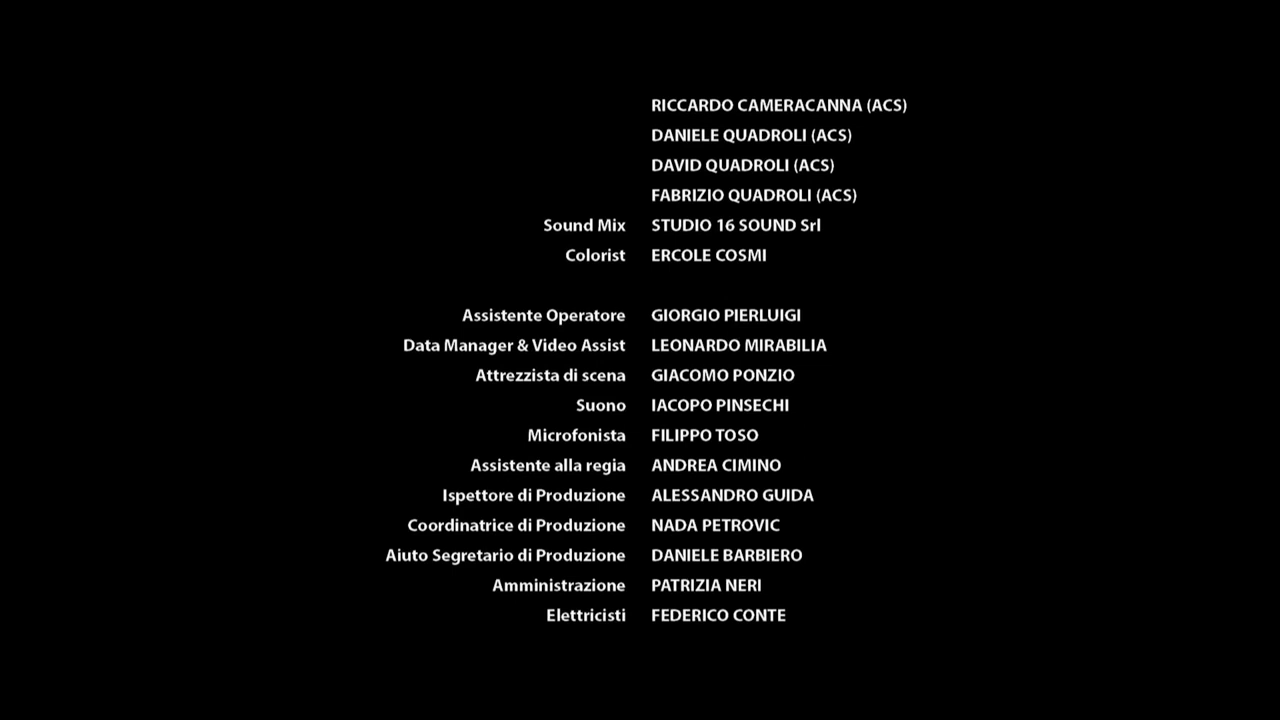 RICCARDO CAMERACANNA (ACS)
DANIELE QUADROLI (ACS)
DAVID QUADROLI (ACS)
FABRIZIO QUADROLI (ACS)
Sound Mix STUDIO 16 SOUND Srl
Colorist ERCOLE COSMI
Assistente Operatore GIORGIO PIERLUIGI
Data Manager & Video Assist LEONARDO MIRABILIA
Attrezzista di scena GIACOMO PONZIO
Suono IACOPO PINSECHI
Microfonista FILIPPO TOSO
Assistente alla regia ANDREA CIMINO
Ispettore di Produzione ALESSANDRO GUIDA
Coordinatrice di Produzione NADA PETROVIC
Aiuto Segretario di Produzione DANIELE BARBIERO
Amministrazione PATRIZIA NERI
Elettricisti FEDERICO CONTE